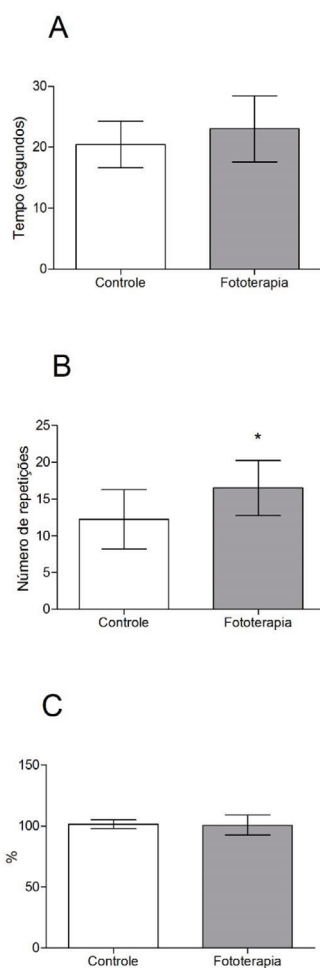 A
Tempo (segundos)
30
20
10
0
Controle
Fototerapia
B
Número de repetições
25
20
15
10
5
0
*
Controle
Fototerapia
C
%
150
100
50
0
Controle
Fototerapia